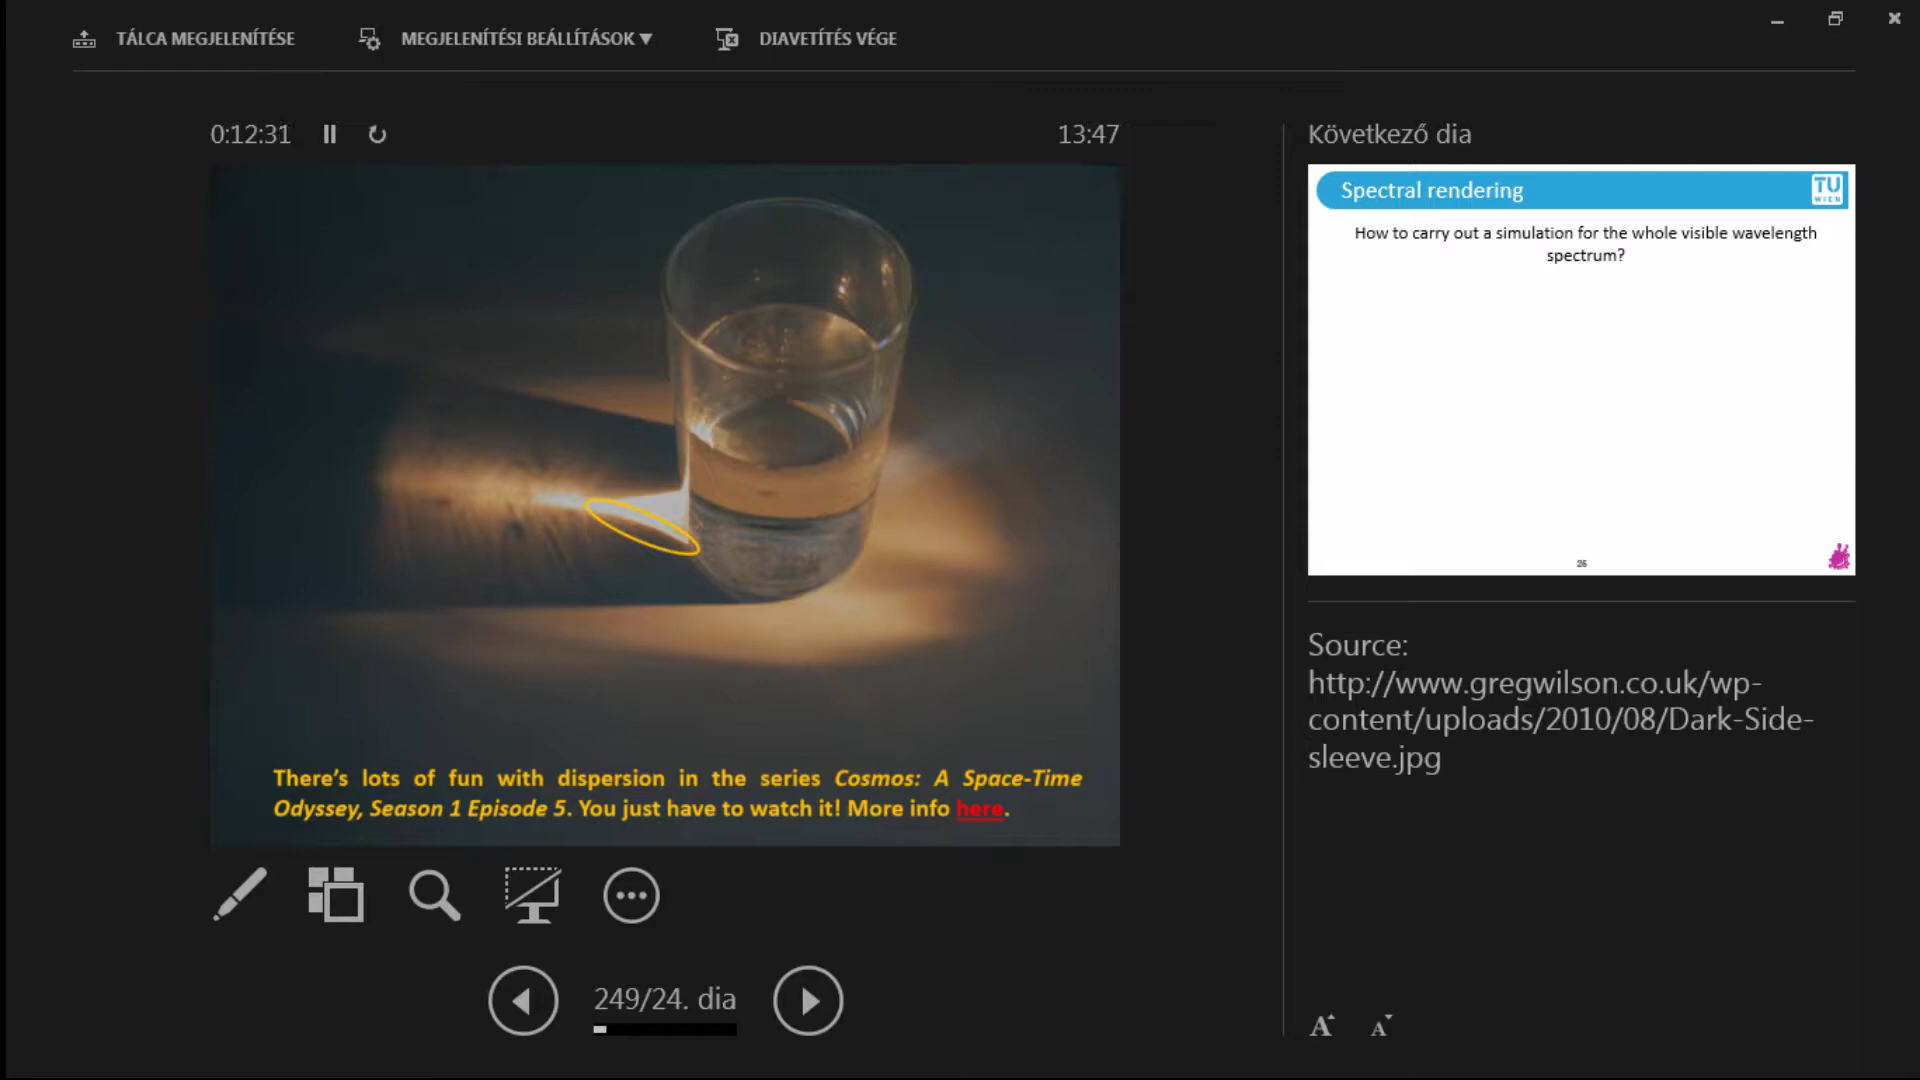 TÁLCA MEGJELENÍTÉSE
MEGJELENÍTÉSI BEÁLLÍTÁSOK ▼
DIAVETÍTÉS VÉGE
0:12:31
13:47
There's lots of fun with dispersion in the series Cosmos: A Space-Time
Odyssey, Season 1 Episode 5. You just have to watch it! More info here.
249/24. dia
Következő dia
Spectral rendering
TU
WIEN
How to carry out a simulation for the whole visible wavelength
spectrum?
26
Source:
http://www.gregwilson.co.uk/wp-
content/uploads/2010/08/Dark-Side-
sleeve.jpg
A A